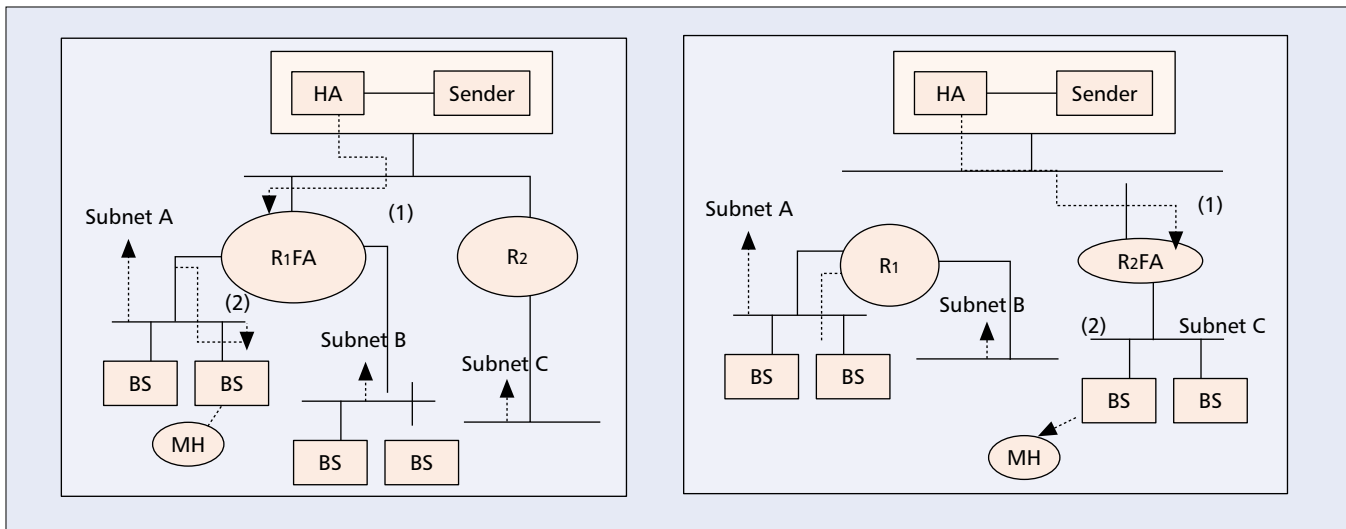 HA
Sender
(1)
Subnet A
R1FA
R2
(2)
Subnet B
Subnet C
BS
BS
MH
BS
BS
HA
Sender
(1)
Subnet A
R1
R2FA
Subnet B
(2)
Subnet C
BS
BS
BS
BS
MH